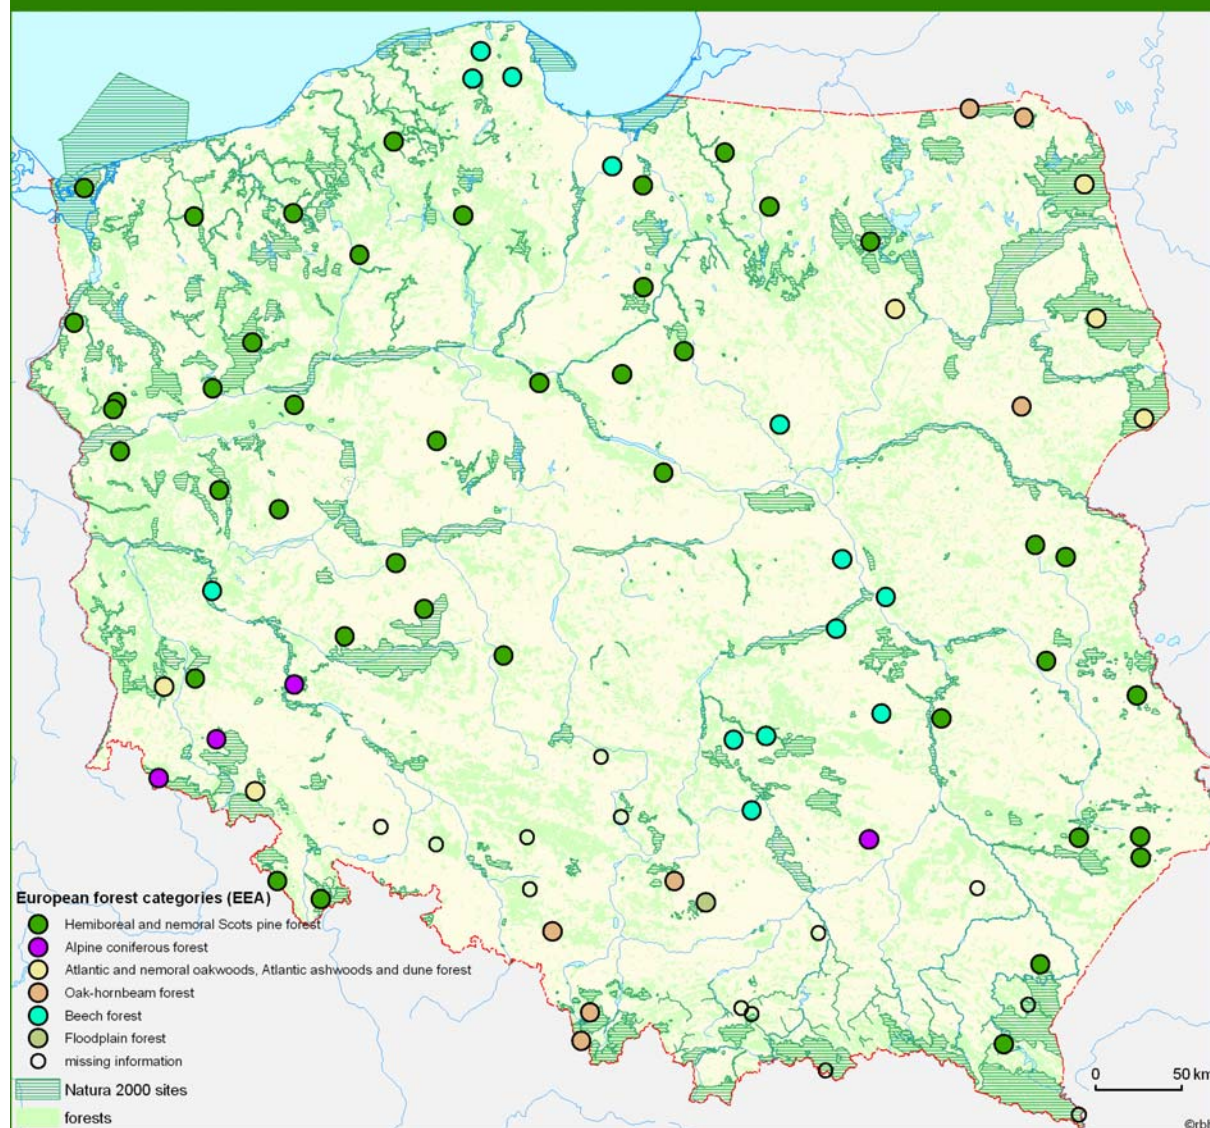 European forest categories (EEA)
Hemiboreal and nemoral Scots pine forest
Alpine coniferous forest
Atlantic and nemoral oakwoods, Atlantic ashwoods and dune forest
Oak-hornbeam forest
Beech forest
Floodplain forest
missing information
Natura 2000 sites
forests
0 50 km